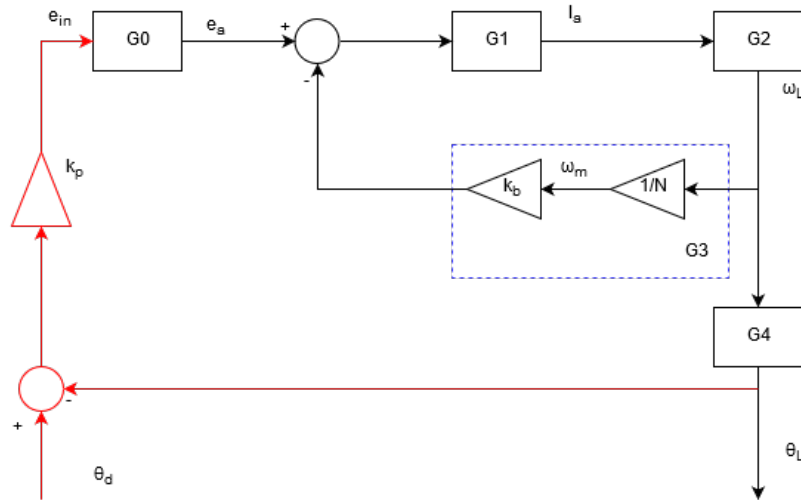 e_in
G0
e_a
+
-
G1
I_a
G2
ω_L
k_p
k_b
ω_m
1/N
G3
G4
-
+
θ_d
θ_L